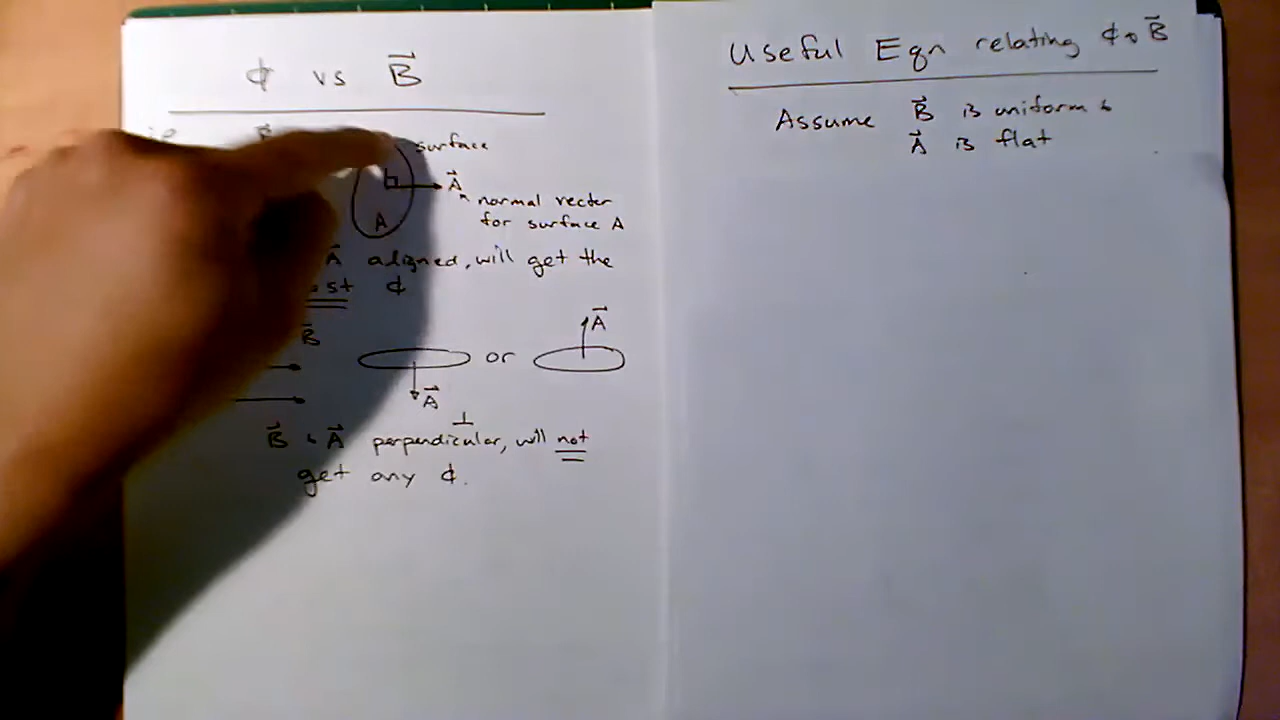 ϕ vs B⃗
ie B⃗
surface
A⃗
A
normal vector
for surface A
A⃗ aligned, will get the
ϕ
B⃗
or
A⃗
A⃗
⊥
B⃗ & A⃗ perpendicular, will not
get any ϕ.
Useful Eqn relating ϕ & B⃗
Assume B⃗ is uniform &
A⃗ is flat